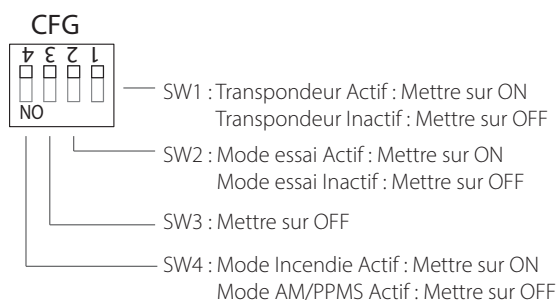 CFG
4 3 2 1
NO
SW1 : Transpondeur Actif : Mettre sur ON
Transpondeur Inactif : Mettre sur OFF
SW2 : Mode essai Actif : Mettre sur ON
Mode essai Inactif : Mettre sur OFF
SW3 : Mettre sur OFF
SW4 : Mode Incendie Actif : Mettre sur ON
Mode AM/PPMS Actif : Mettre sur OFF